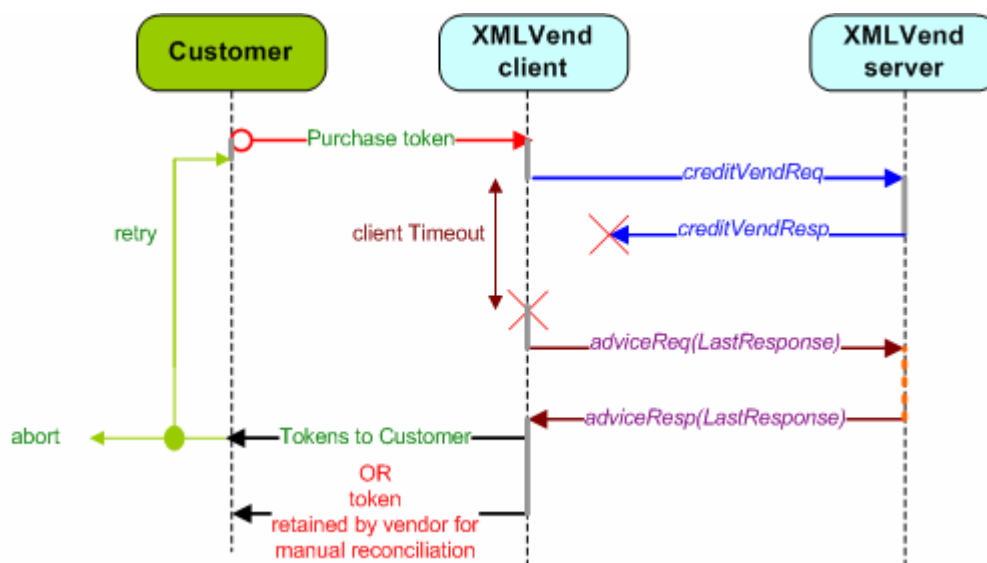 Customer
XMLVend
client
XMLVend
server
Purchase token
creditVendReq
retry
client Timeout
creditVendResp
adviceReq(LastResponse)
adviceResp(LastResponse)
abort
Tokens to Customer
OR
token
retained by vendor for
manual reconciliation